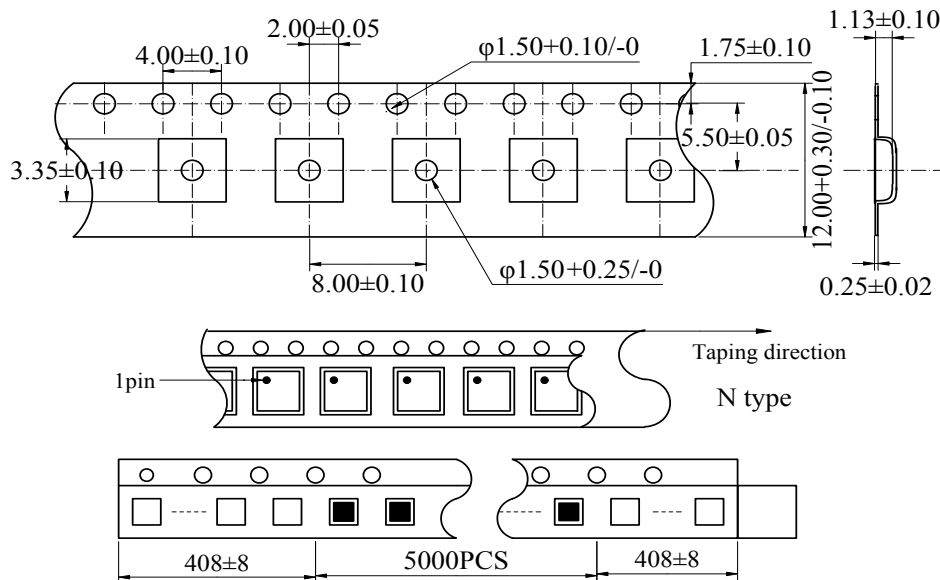 2.00±0.05
1.13±0.10
4.00±0.10
φ1.50+0.10/-0
1.75±0.10
5.50±0.05
12.00+0.30/-0.10
3.35±0.10
8.00±0.10
φ1.50+0.25/-0
0.25±0.02
Taping direction
1pin
N type
408±8
5000PCS
408±8